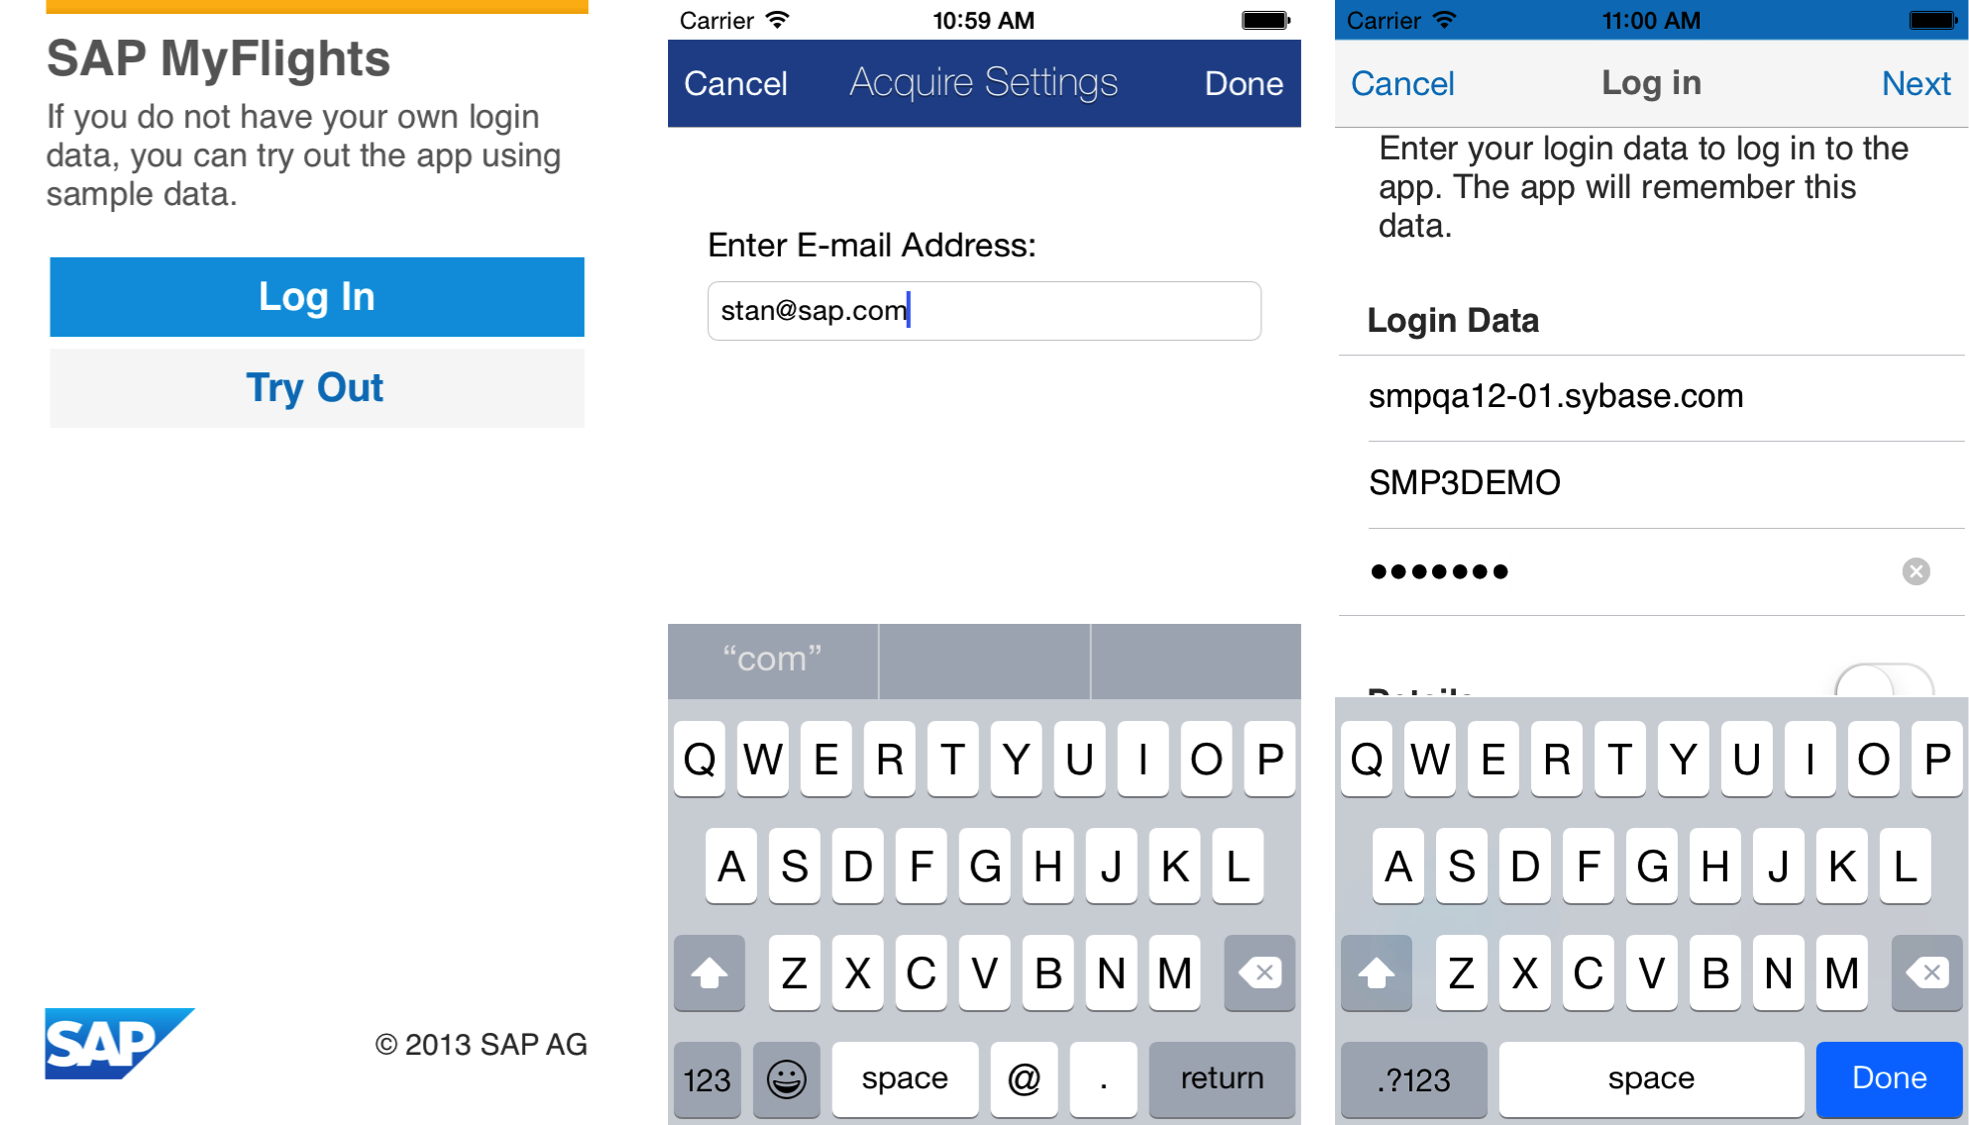 SAP MyFlights
If you do not have your own login
data, you can try out the app using
sample data.
Log In
Try Out
SAP
© 2013 SAP AG
Carrier 10:59 AM
Cancel Acquire Settings Done
Enter E-mail Address:
stan@sap.com
“com”
Q W E R T Y U I O P
A S D F G H J K L
Z X C V B N M
123 space @ . return
Carrier 11:00 AM
Cancel Log in Next
Enter your login data to log in to the
app. The app will remember this
data.
Login Data
smpqa12-01.sybase.com
SMP3DEMO
•••••••
Details
Q W E R T Y U I O P
A S D F G H J K L
Z X C V B N M
.?123 space Done